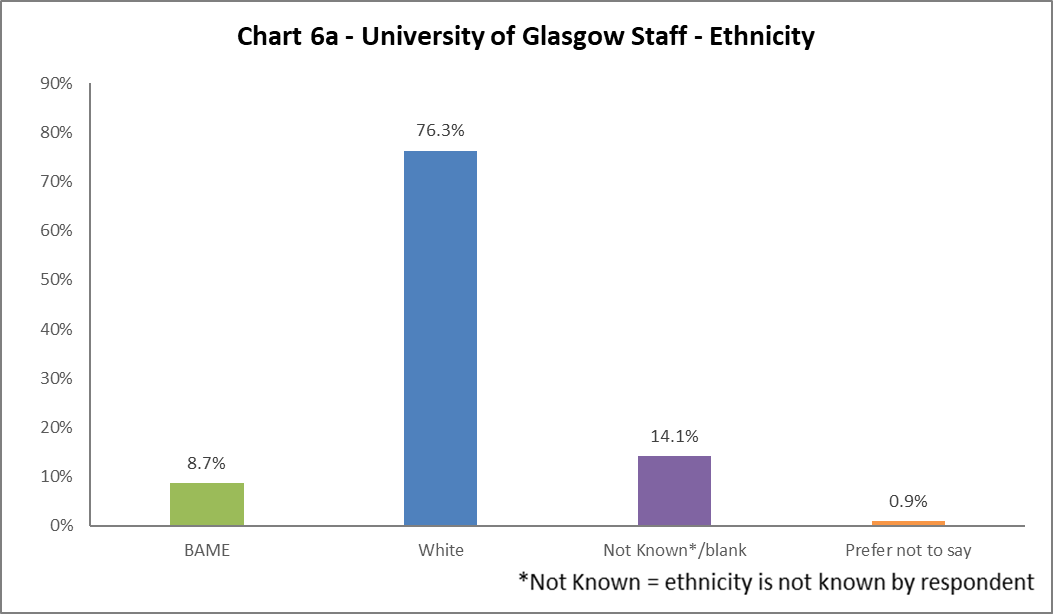 Chart 6a - University of Glasgow Staff - Ethnicity
90%
80%
70%
60%
50%
40%
30%
20%
10%
0%
8.7%
76.3%
14.1%
0.9%
BAME
White
Not Known*/blank
Prefer not to say
*Not Known = ethnicity is not known by respondent